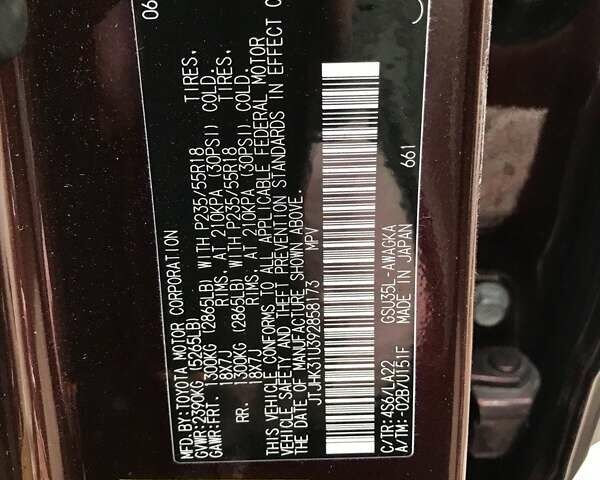 06
MFD.BY:TOYOTA MOTOR CORPORATION
GVWR:2390KG (5265LB)
GAWR:FRT. 1300KG (2865LB) WITH P235/55R18 TIRES,
18X7J RIMS, AT 210KPA (30PSI) COLD.
RR. 1300KG (2865LB) WITH P235/55R18 TIRES,
18X7J RIMS, AT 210KPA (30PSI) COLD.
THIS VEHICLE CONFORMS TO ALL APPLICABLE FEDERAL MOTOR
VEHICLE SAFETY AND THEFT PREVENTION STANDARDS IN EFFECT O
THE DATE OF MANUFACTURE SHOWN ABOVE.
JTJHK31U392858173 MPV
C/TR:4S6/LA22 GSU35L-AWAGKA
A/TM:-02B/U151F MADE IN JAPAN 661